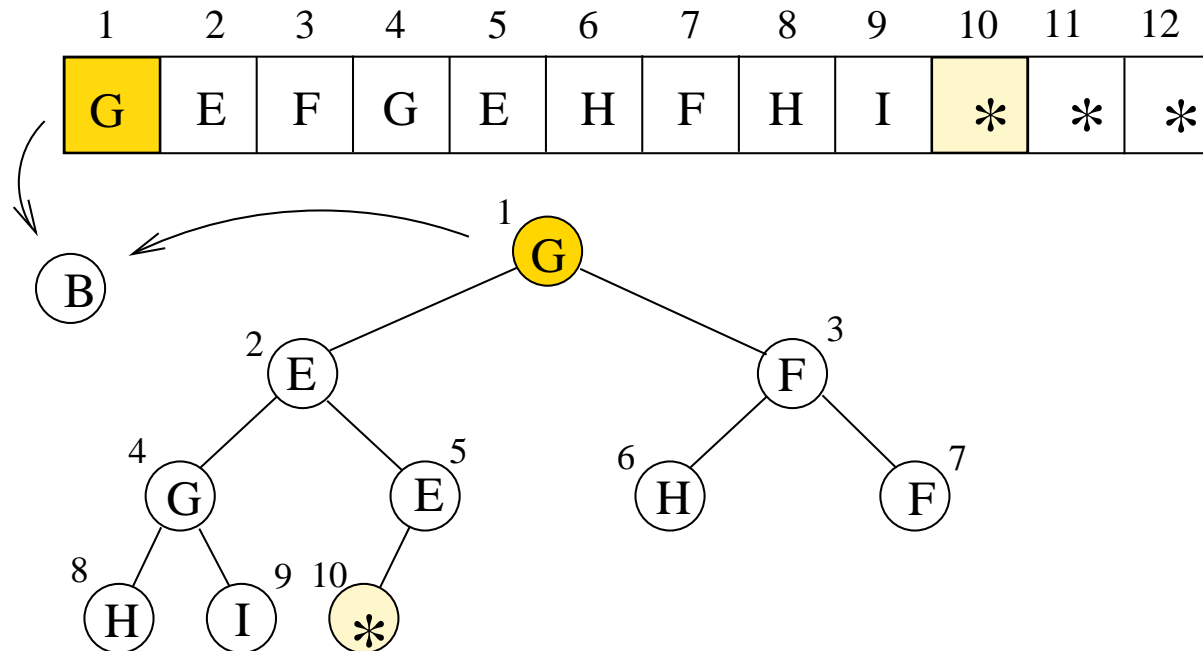 1 2 3 4 5 6 7 8 9 10 11 12
G E F G E H F H I * * *
1
G
B
2 3
E F
4 5 6 7
G E H F
8 9 10
H I *